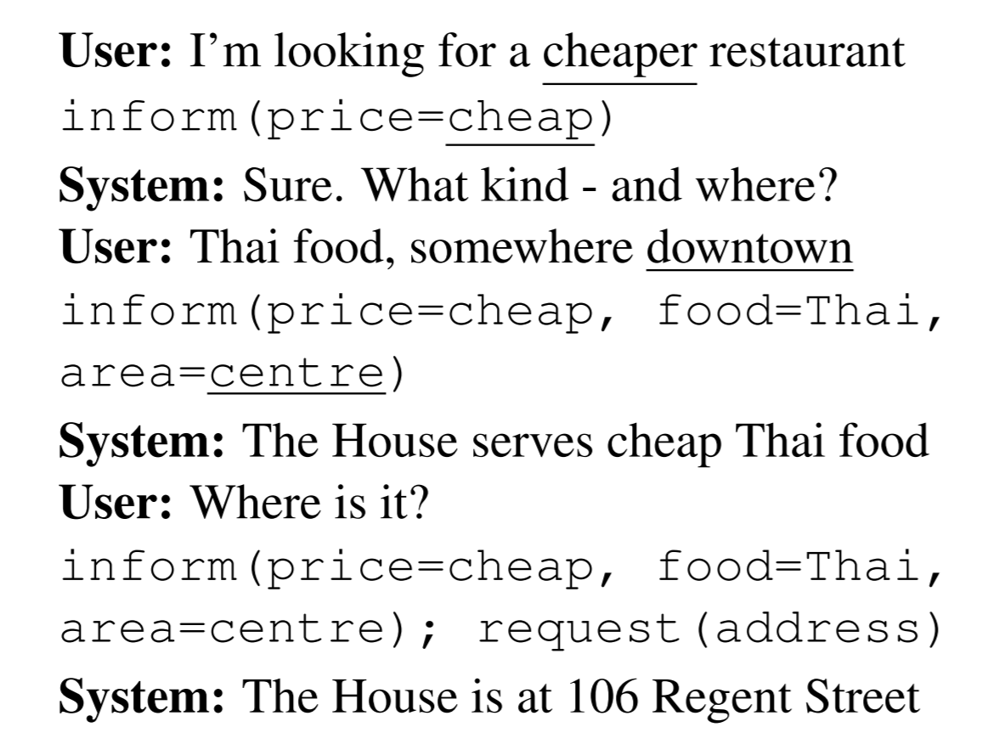 User: I’m looking for a cheaper restaurant
inform(price=cheap)
System: Sure. What kind - and where?
User: Thai food, somewhere downtown
inform(price=cheap, food=Thai,
area=centre)
System: The House serves cheap Thai food
User: Where is it?
inform(price=cheap, food=Thai,
area=centre); request(address)
System: The House is at 106 Regent Street